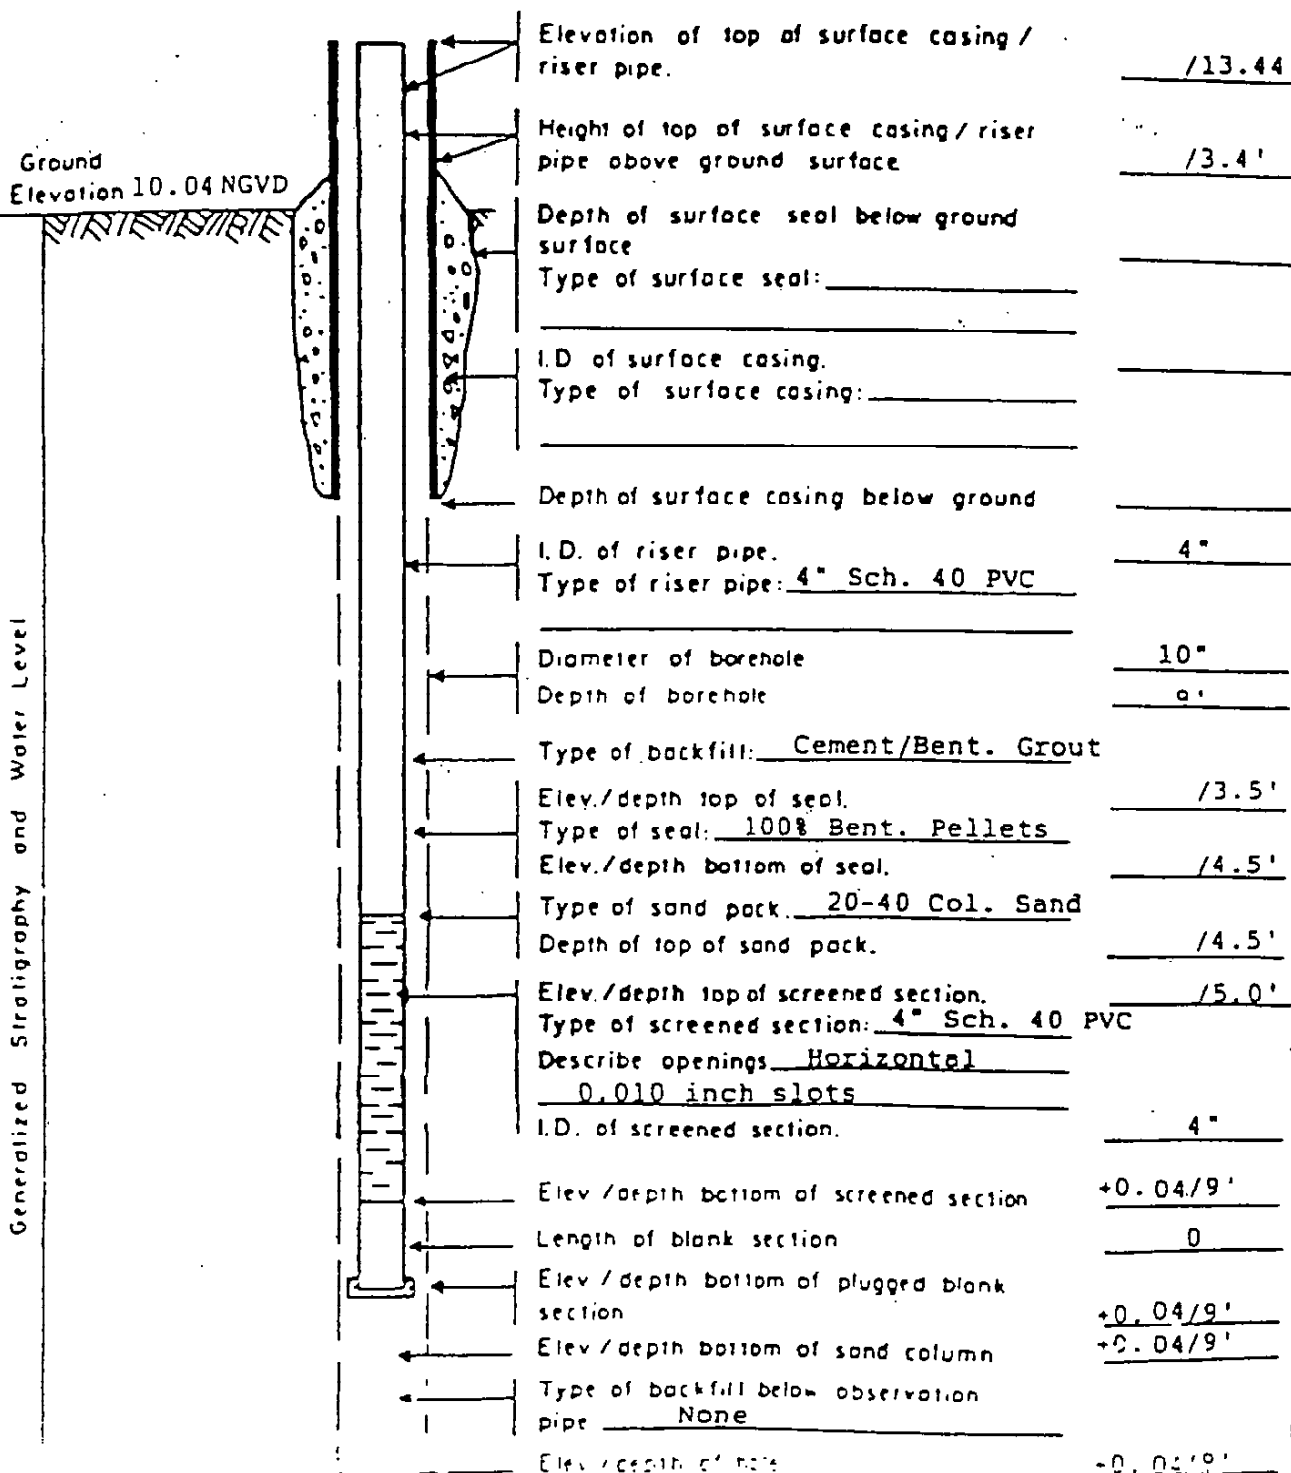 Elevation of top of surface casing /
riser pipe. /13.44
Height of top of surface casing / riser
pipe above ground surface /3.4'
Ground
Elevation 10.04 NGVD
Depth of surface seal below ground
surface
Type of surface seal:
I.D of surface casing.
Type of surface casing:
Depth of surface casing below ground
I.D. of riser pipe. 4"
Type of riser pipe: 4" Sch. 40 PVC
Diameter of borehole 10"
Depth of borehole 9'
Type of backfill: Cement/Bent. Grout
Elev./depth top of seal. /3.5'
Type of seal: 100% Bent. Pellets
Elev./depth bottom of seal. /4.5'
Type of sand pack. 20-40 Col. Sand
Depth of top of sand pack. /4.5'
Elev./depth top of screened section. /5.0'
Type of screened section: 4" Sch. 40 PVC
Describe openings Horizontal
0.010 inch slots
I.D. of screened section. 4"
Elev / depth bottom of screened section +0.04/9'
Length of blank section 0
Elev / depth bottom of plugged blank
section +0.04/9'
Elev / depth bottom of sand column +0.04/9'
Type of backfill below observation
pipe None
Elev / depth of hole +0.04/9'
Generalized Stratigraphy and Water Level